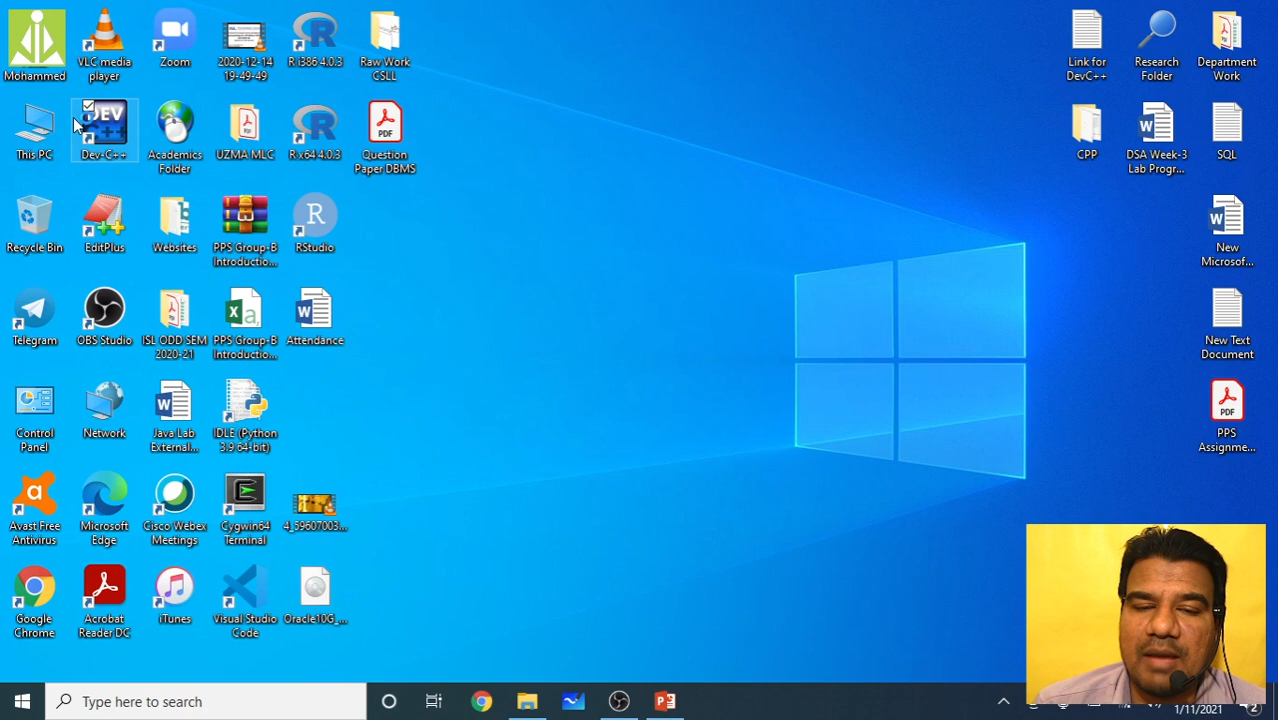 Mohammed
VLC media
player
Zoom
2020-12-14
19-49-49
R i386 4.0.3
Raw Work
CSLL
Link for
DevC++
Research
Folder
Department
Work
This PC
DEV
C++
Dev-C++
Academics
Folder
UZMA MLC
R x64 4.0.3
PDF
Question
Paper DBMS
CPP
DSA Week-3
Lab Progr...
SQL
Recycle Bin
EditPlus
Websites
PPS Group-B
Introductio...
R
RStudio
New
Microsof...
Telegram
OBS Studio
ISL ODD SEM
2020-21
PPS Group-B
Introductio...
Attendance
New Text
Document
Control
Panel
Network
Java Lab
External...
IDLE (Python
3.9 64-bit)
PDF
PPS
Assignme...
Avast Free
Antivirus
Microsoft
Edge
Cisco Webex
Meetings
Cygwin64
Terminal
4_59607003...
Google
Chrome
Acrobat
Reader DC
iTunes
Visual Studio
Code
Oracle10G_...
Type here to search
1/11/2021
2